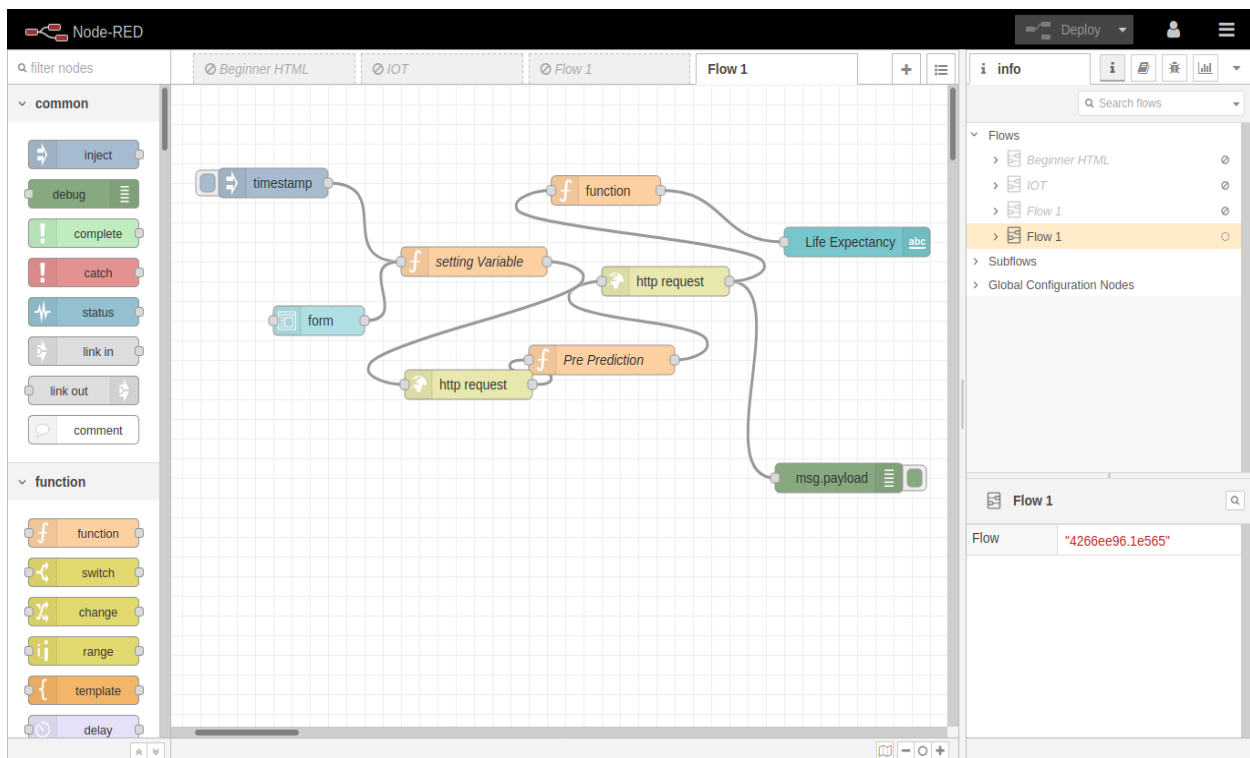 Node-RED
Deploy
filter nodes
Beginner HTML
IOT
Flow 1
Flow 1
info
common
inject
debug
complete
catch
status
link in
link out
comment
function
function
switch
change
range
template
delay
timestamp
function
Life Expectancy
abc
setting Variable
http request
form
Pre Prediction
http request
msg.payload
Search flows
Flows
Beginner HTML
IOT
Flow 1
Flow 1
Subflows
Global Configuration Nodes
Flow 1
Flow "4266ee96.1e565"